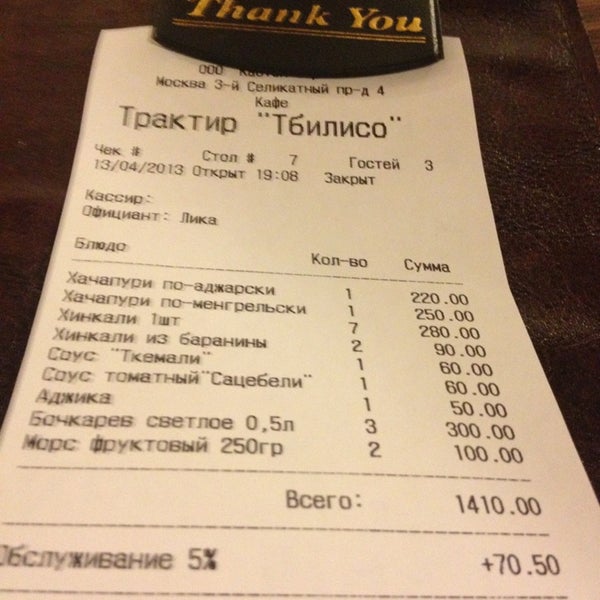 Thank You
ООО
Москва 3-й Селикатный пр-д 4
Кафе
Трактир "Тбилисо"
Чек # Стол # 7 Гостей 3
13/04/2013 Открыт 19:08 Закрыт
Кассир:
Официант: Лика
Блюдо Кол-во Сумма
Хачапури по-аджарски 1 220.00
Хачапури по-менгрельски 1 250.00
Хинкали 1шт 7 280.00
Хинкали из баранины 2 90.00
Соус "Ткемали" 1 60.00
Соус томатный"Сацебели" 1 60.00
Аджика 1 50.00
Бочкарев светлое 0,5л 3 300.00
Морс фруктовый 250гр 2 100.00
Всего: 1410.00
Обслуживание 5% +70.50